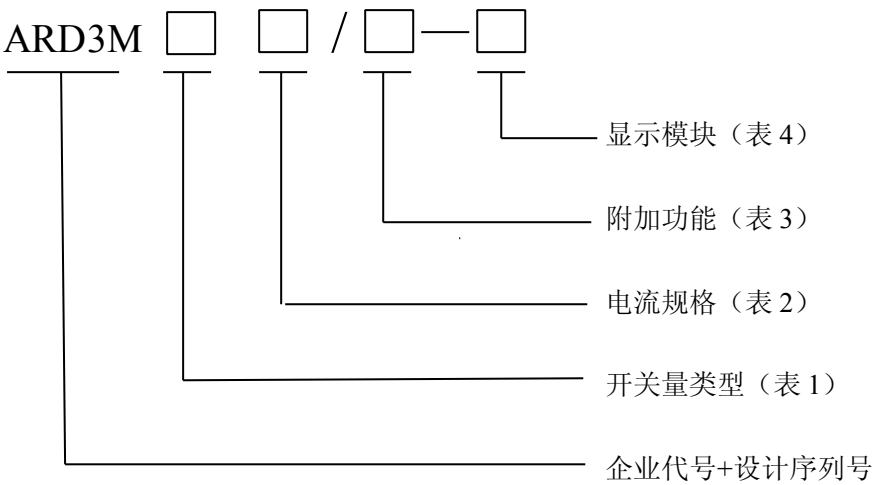 ARD3M □ □ / □ — □
显示模块（表 4）
附加功能（表 3）
电流规格（表 2）
开关量类型（表 1）
企业代号+设计序列号